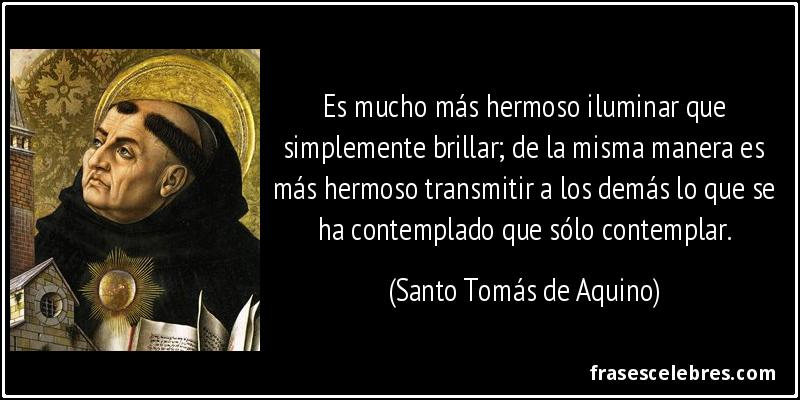 Es mucho más hermoso iluminar que
simplemente brillar; de la misma manera es
más hermoso transmitir a los demás lo que se
ha contemplado que sólo contemplar.
(Santo Tomás de Aquino)
frasescelebres.com